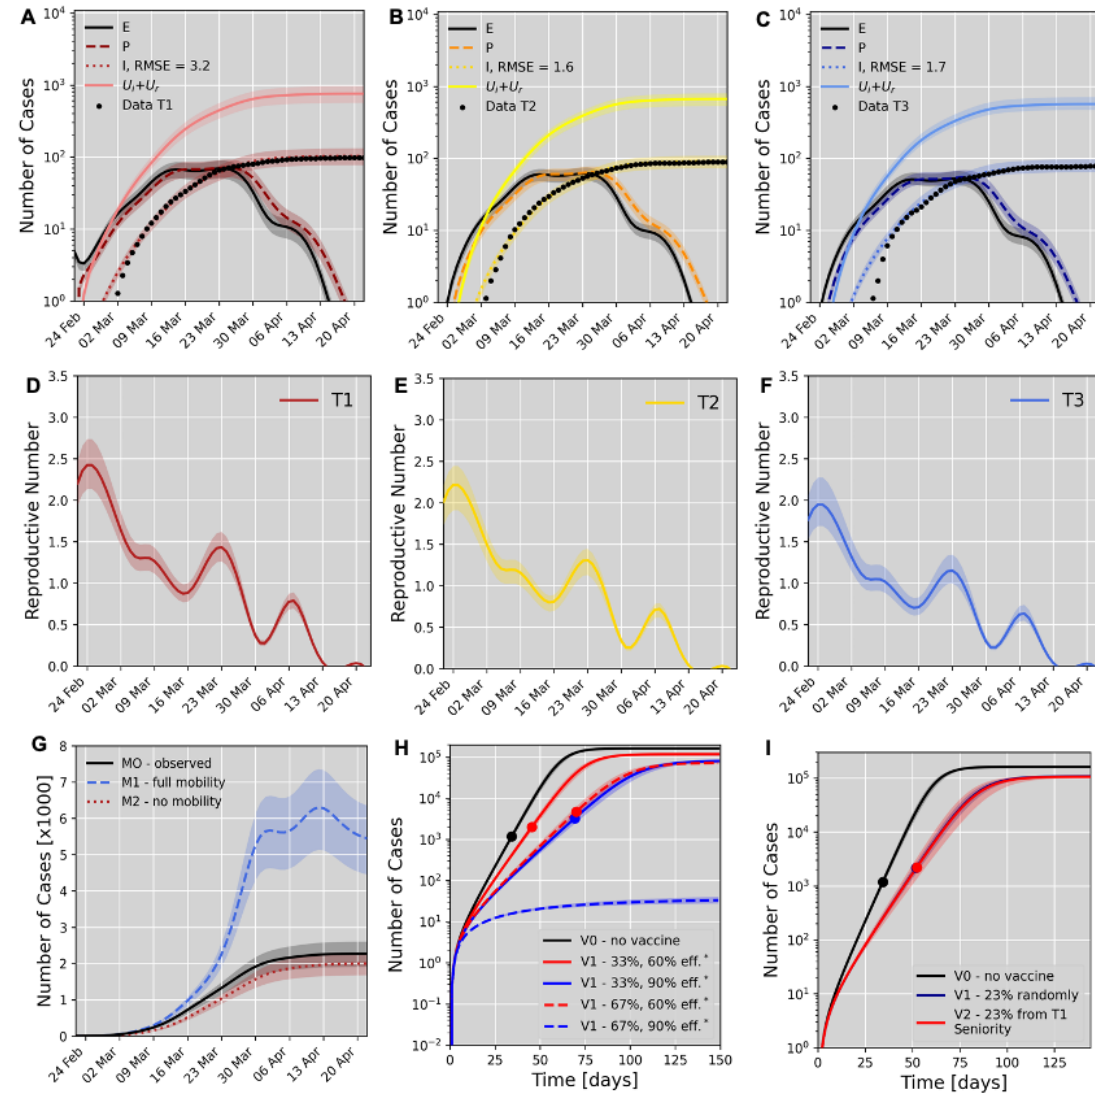 A
10⁴
10³
10²
10¹
10⁰
Number of Cases
E
P
I, RMSE = 3.2
Uᵢ+Uᵣ
Data T1
24 Feb
02 Mar
09 Mar
16 Mar
23 Mar
30 Mar
06 Apr
13 Apr
20 Apr
B
10⁴
10³
10²
10¹
10⁰
Number of Cases
E
P
I, RMSE = 1.6
Uᵢ+Uᵣ
Data T2
24 Feb
02 Mar
09 Mar
16 Mar
23 Mar
30 Mar
06 Apr
13 Apr
20 Apr
C
10⁴
10³
10²
10¹
10⁰
Number of Cases
E
P
I, RMSE = 1.7
Uᵢ+Uᵣ
Data T3
24 Feb
02 Mar
09 Mar
16 Mar
23 Mar
30 Mar
06 Apr
13 Apr
20 Apr
D
3.5
3.0
2.5
2.0
1.5
1.0
0.5
0.0
Reproductive Number
T1
24 Feb
02 Mar
09 Mar
16 Mar
23 Mar
30 Mar
06 Apr
13 Apr
20 Apr
E
3.5
3.0
2.5
2.0
1.5
1.0
0.5
0.0
Reproductive Number
T2
24 Feb
02 Mar
09 Mar
16 Mar
23 Mar
30 Mar
06 Apr
13 Apr
20 Apr
F
3.5
3.0
2.5
2.0
1.5
1.0
0.5
0.0
Reproductive Number
T3
24 Feb
02 Mar
09 Mar
16 Mar
23 Mar
30 Mar
06 Apr
13 Apr
20 Apr
G
8
7
6
5
4
3
2
1
0
Number of Cases [x1000]
MO - observed
M1 - full mobility
M2 - no mobility
24 Feb
02 Mar
09 Mar
16 Mar
23 Mar
30 Mar
06 Apr
13 Apr
20 Apr
H
10⁵
10⁴
10³
10²
10¹
10⁰
10⁻¹
10⁻²
Number of Cases
V0 - no vaccine
V1 - 33%, 60% eff.*
V1 - 33%, 90% eff.*
V1 - 67%, 60% eff.*
V1 - 67%, 90% eff.*
0
25
50
75
100
125
150
Time [days]
I
10⁵
10⁴
10³
10²
10¹
10⁰
Number of Cases
V0 - no vaccine
V1 - 23% randomly
V2 - 23% from T1
Seniority
0
25
50
75
100
125
Time [days]